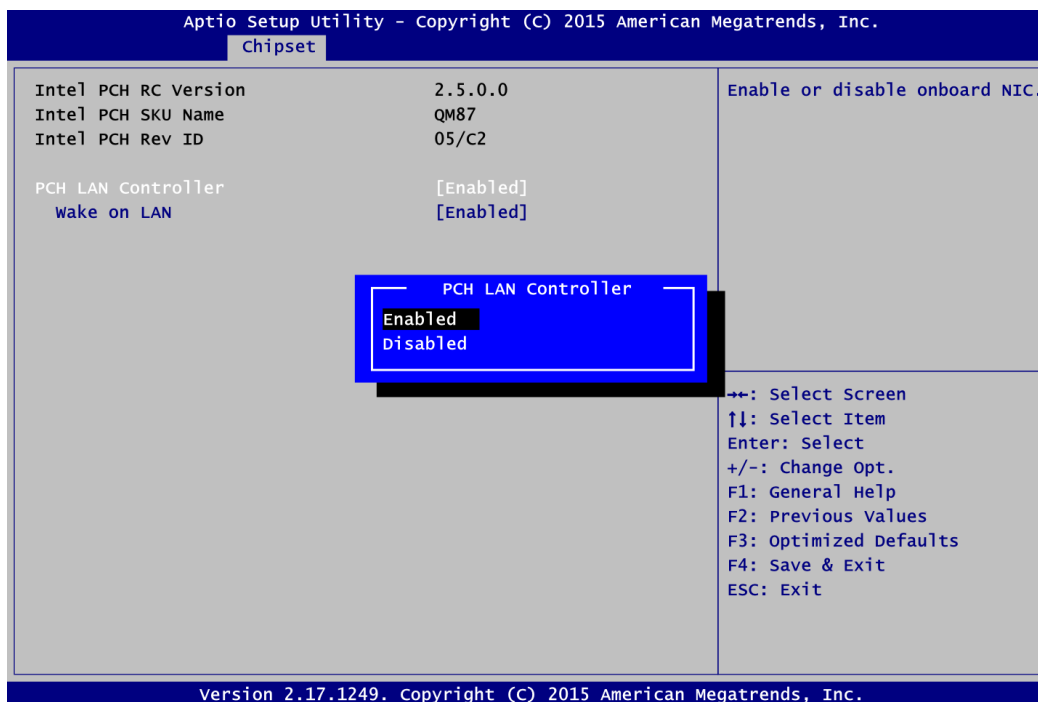 Aptio Setup Utility - Copyright (C) 2015 American Megatrends, Inc.
Chipset
Intel PCH RC Version 2.5.0.0
Intel PCH SKU Name QM87
Intel PCH Rev ID 05/C2
PCH LAN Controller [Enabled]
Wake on LAN [Enabled]
PCH LAN Controller
Enabled
Disabled
Enable or disable onboard NIC.
→←: Select Screen
↑↓: Select Item
Enter: Select
+/-: Change Opt.
F1: General Help
F2: Previous Values
F3: Optimized Defaults
F4: Save & Exit
ESC: Exit
Version 2.17.1249. Copyright (C) 2015 American Megatrends, Inc.